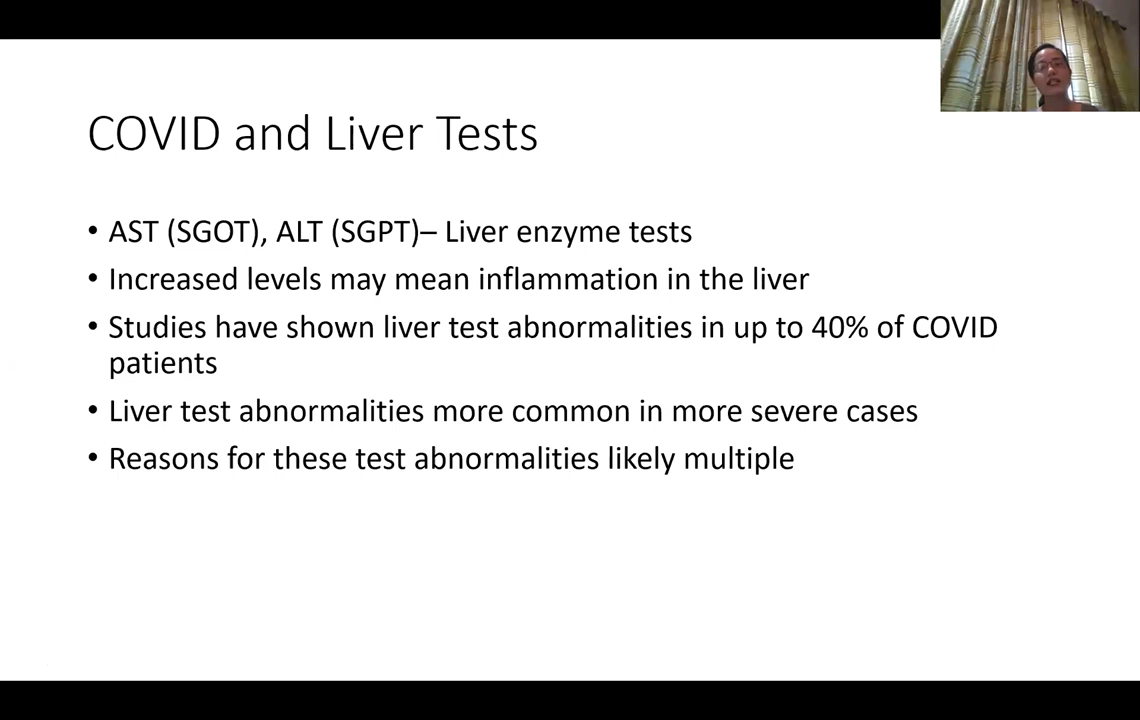 COVID and Liver Tests
• AST (SGOT), ALT (SGPT)– Liver enzyme tests
• Increased levels may mean inflammation in the liver
• Studies have shown liver test abnormalities in up to 40% of COVID
patients
• Liver test abnormalities more common in more severe cases
• Reasons for these test abnormalities likely multiple